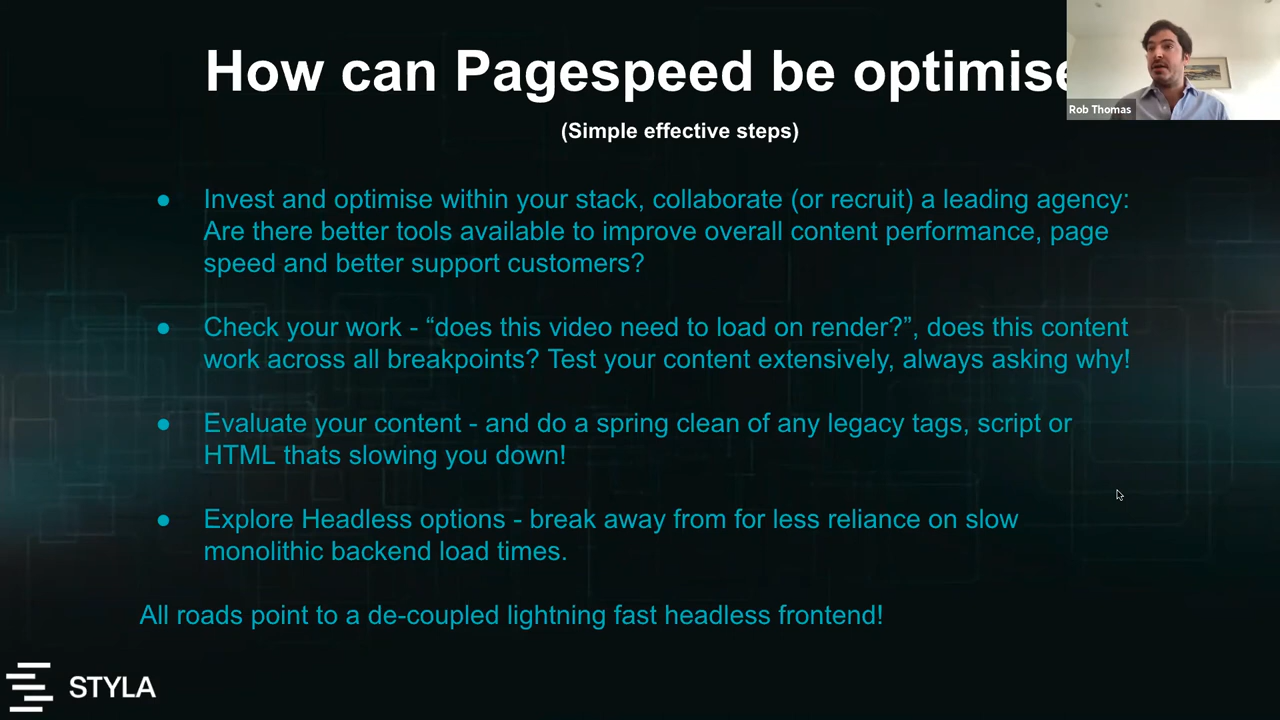 How can Pagespeed be optimise
Rob Thomas
(Simple effective steps)
● Invest and optimise within your stack, collaborate (or recruit) a leading agency:
Are there better tools available to improve overall content performance, page
speed and better support customers?
● Check your work - “does this video need to load on render?”, does this content
work across all breakpoints? Test your content extensively, always asking why!
● Evaluate your content - and do a spring clean of any legacy tags, script or
HTML thats slowing you down!
● Explore Headless options - break away from for less reliance on slow
monolithic backend load times.
All roads point to a de-coupled lightning fast headless frontend!
STYLA